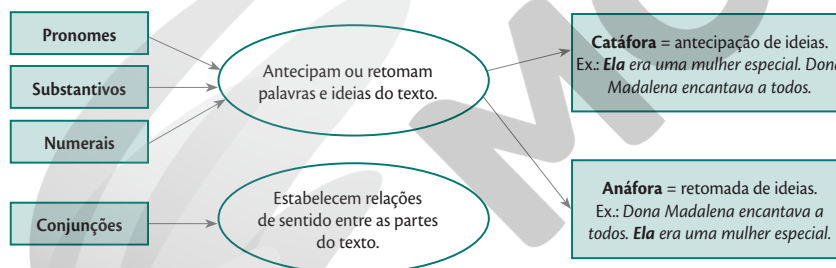 Pronomes
Substantivos
Numerais
Conjunções
Antecipam ou retomam
palavras e ideias do texto.
Estabelecem relações
de sentido entre as partes
do texto.
Catáfora = antecipação de ideias.
Ex.: Ela era uma mulher especial. Dona
Madalena encantava a todos.
Anáfora = retomada de ideias.
Ex.: Dona Madalena encantava a
todos. Ela era uma mulher especial.